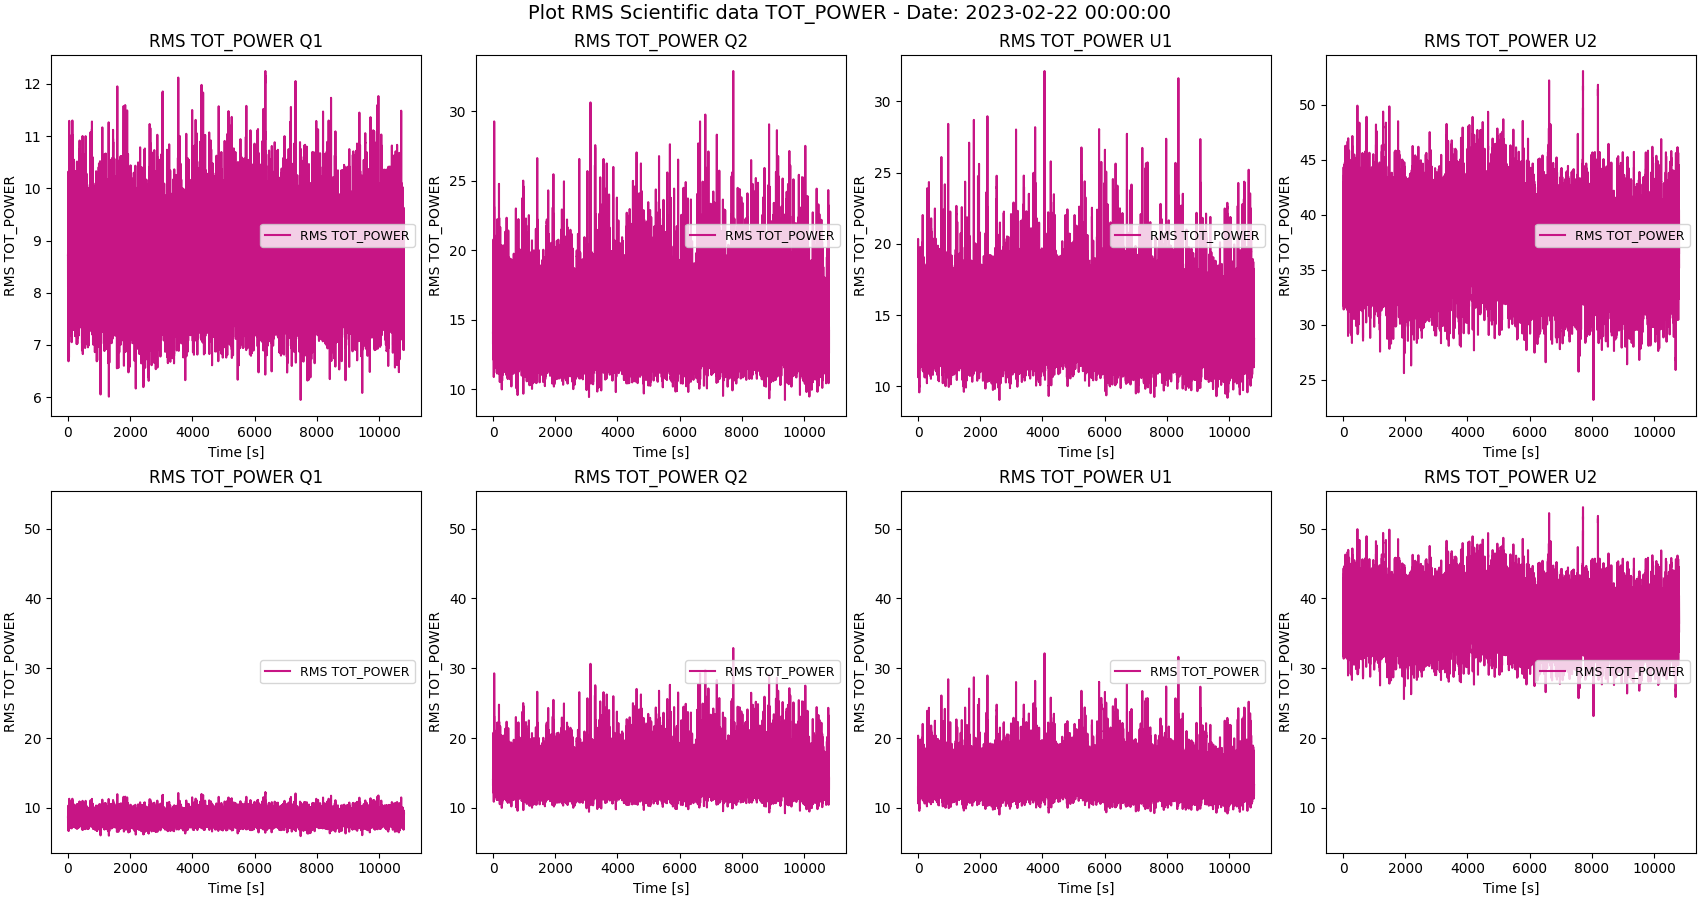 Plot RMS Scientific data TOT_POWER - Date: 2023-02-22 00:00:00
RMS TOT_POWER Q1
RMS TOT_POWER
12
11
10
9
8
7
6
RMS TOT_POWER
0 2000 4000 6000 8000 10000
Time [s]
RMS TOT_POWER Q2
RMS TOT_POWER
30
25
20
15
10
RMS TOT_POWER
0 2000 4000 6000 8000 10000
Time [s]
RMS TOT_POWER U1
RMS TOT_POWER
30
25
20
15
10
RMS TOT_POWER
0 2000 4000 6000 8000 10000
Time [s]
RMS TOT_POWER U2
RMS TOT_POWER
50
45
40
35
30
25
RMS TOT_POWER
0 2000 4000 6000 8000 10000
Time [s]
RMS TOT_POWER Q1
RMS TOT_POWER
50
40
30
20
10
RMS TOT_POWER
0 2000 4000 6000 8000 10000
Time [s]
RMS TOT_POWER Q2
RMS TOT_POWER
50
40
30
20
10
RMS TOT_POWER
0 2000 4000 6000 8000 10000
Time [s]
RMS TOT_POWER U1
RMS TOT_POWER
50
40
30
20
10
RMS TOT_POWER
0 2000 4000 6000 8000 10000
Time [s]
RMS TOT_POWER U2
RMS TOT_POWER
50
40
30
20
10
RMS TOT_POWER
0 2000 4000 6000 8000 10000
Time [s]